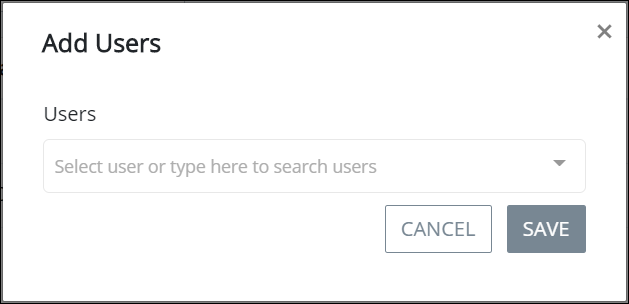 Add Users
×
Users
Select user or type here to search users
CANCEL SAVE